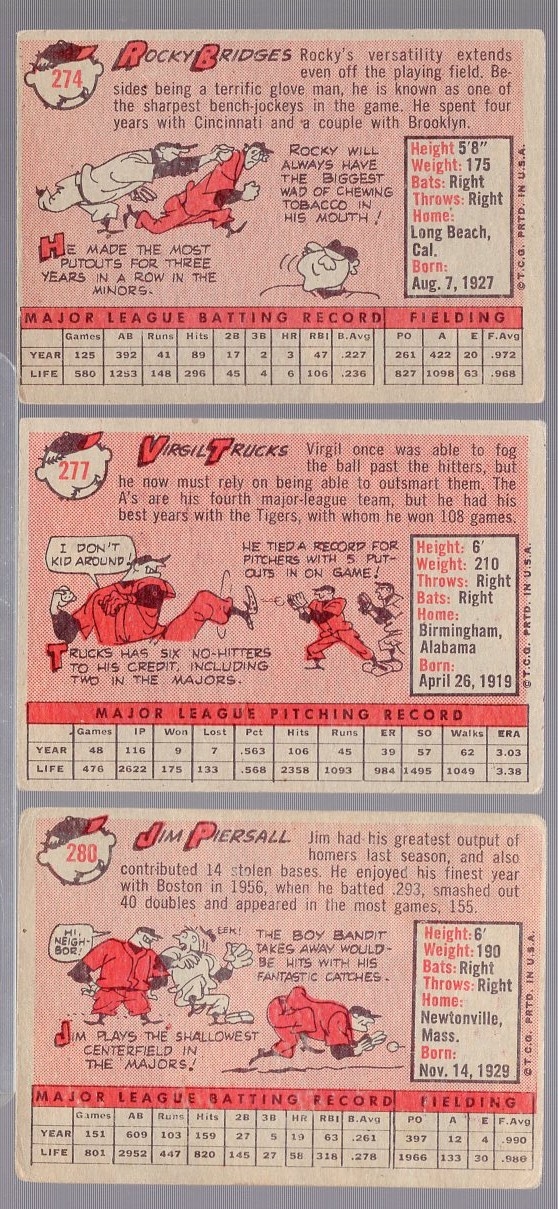 274
ROCKY BRIDGES Rocky's versatility extends
even off the playing field. Be-
sides being a terrific glove man, he is known as one of
the sharpest bench-jockeys in the game. He spent four
years with Cincinnati and a couple with Brooklyn.
ROCKY WILL
ALWAYS HAVE
THE BIGGEST
WAD OF CHEWING
TOBACCO IN
HIS MOUTH!
HE MADE THE MOST
PUTOUTS FOR THREE
YEARS IN A ROW IN THE
MINORS.
Height 5'8"
Weight: 175
Bats: Right
Throws: Right
Home:
Long Beach,
Cal.
Born:
Aug. 7, 1927
© T.C.G. PRTD. IN U.S.A.
MAJOR LEAGUE BATTING RECORD FIELDING
Games AB Runs Hits 2B 3B HR RBI B.Avg PO A E F.Avg
YEAR 125 392 41 89 17 2 3 47 .227 261 422 20 .972
LIFE 580 1253 148 296 45 4 6 106 .236 827 1098 63 .968
277
VIRGIL TRUCKS Virgil once was able to fog
the ball past the hitters, but
he now must rely on being able to outsmart them. The
A's are his fourth major-league team, but he had his
best years with the Tigers, with whom he won 108 games.
I DON'T
KID AROUND!
HE TIED A RECORD FOR
PITCHERS WITH 5 PUT-
OUTS IN ON GAME!
TRUCKS HAS SIX NO-HITTERS
TO HIS CREDIT, INCLUDING
TWO IN THE MAJORS.
Height: 6'
Weight: 210
Throws: Right
Bats: Right
Home:
Birmingham,
Alabama
Born:
April 26, 1919
© T.C.G. PRTD. IN U.S.A.
MAJOR LEAGUE PITCHING RECORD
Games IP Won Lost Pct Hits Runs ER SO Walks ERA
YEAR 48 116 9 7 .563 106 45 39 57 62 3.03
LIFE 476 2622 175 133 .568 2358 1093 984 1495 1049 3.38
280
JIM PIERSALL Jim had his greatest output of
homers last season, and also
contributed 14 stolen bases. He enjoyed his finest year
with Boston in 1956, when he batted .293, smashed out
40 doubles and appeared in the most games, 155.
HI,
NEIGH-
BOR!
EEK!
THE BOY BANDIT
TAKES AWAY WOULD-
BE HITS WITH HIS
FANTASTIC CATCHES.
JIM PLAYS THE SHALLOWEST
CENTERFIELD IN
THE MAJORS!
Height: 6'
Weight: 190
Bats: Right
Throws: Right
Home:
Newtonville,
Mass.
Born:
Nov. 14, 1929
© T.C.G. PRTD. IN U.S.A.
MAJOR LEAGUE BATTING RECORD FIELDING
Games AB Runs Hits 2B 3B HR RBI B.Avg PO A E F.Avg
YEAR 151 609 103 159 27 5 19 63 .261 397 12 4 .990
LIFE 801 2952 447 820 145 27 58 318 .278 1966 133 30 .986